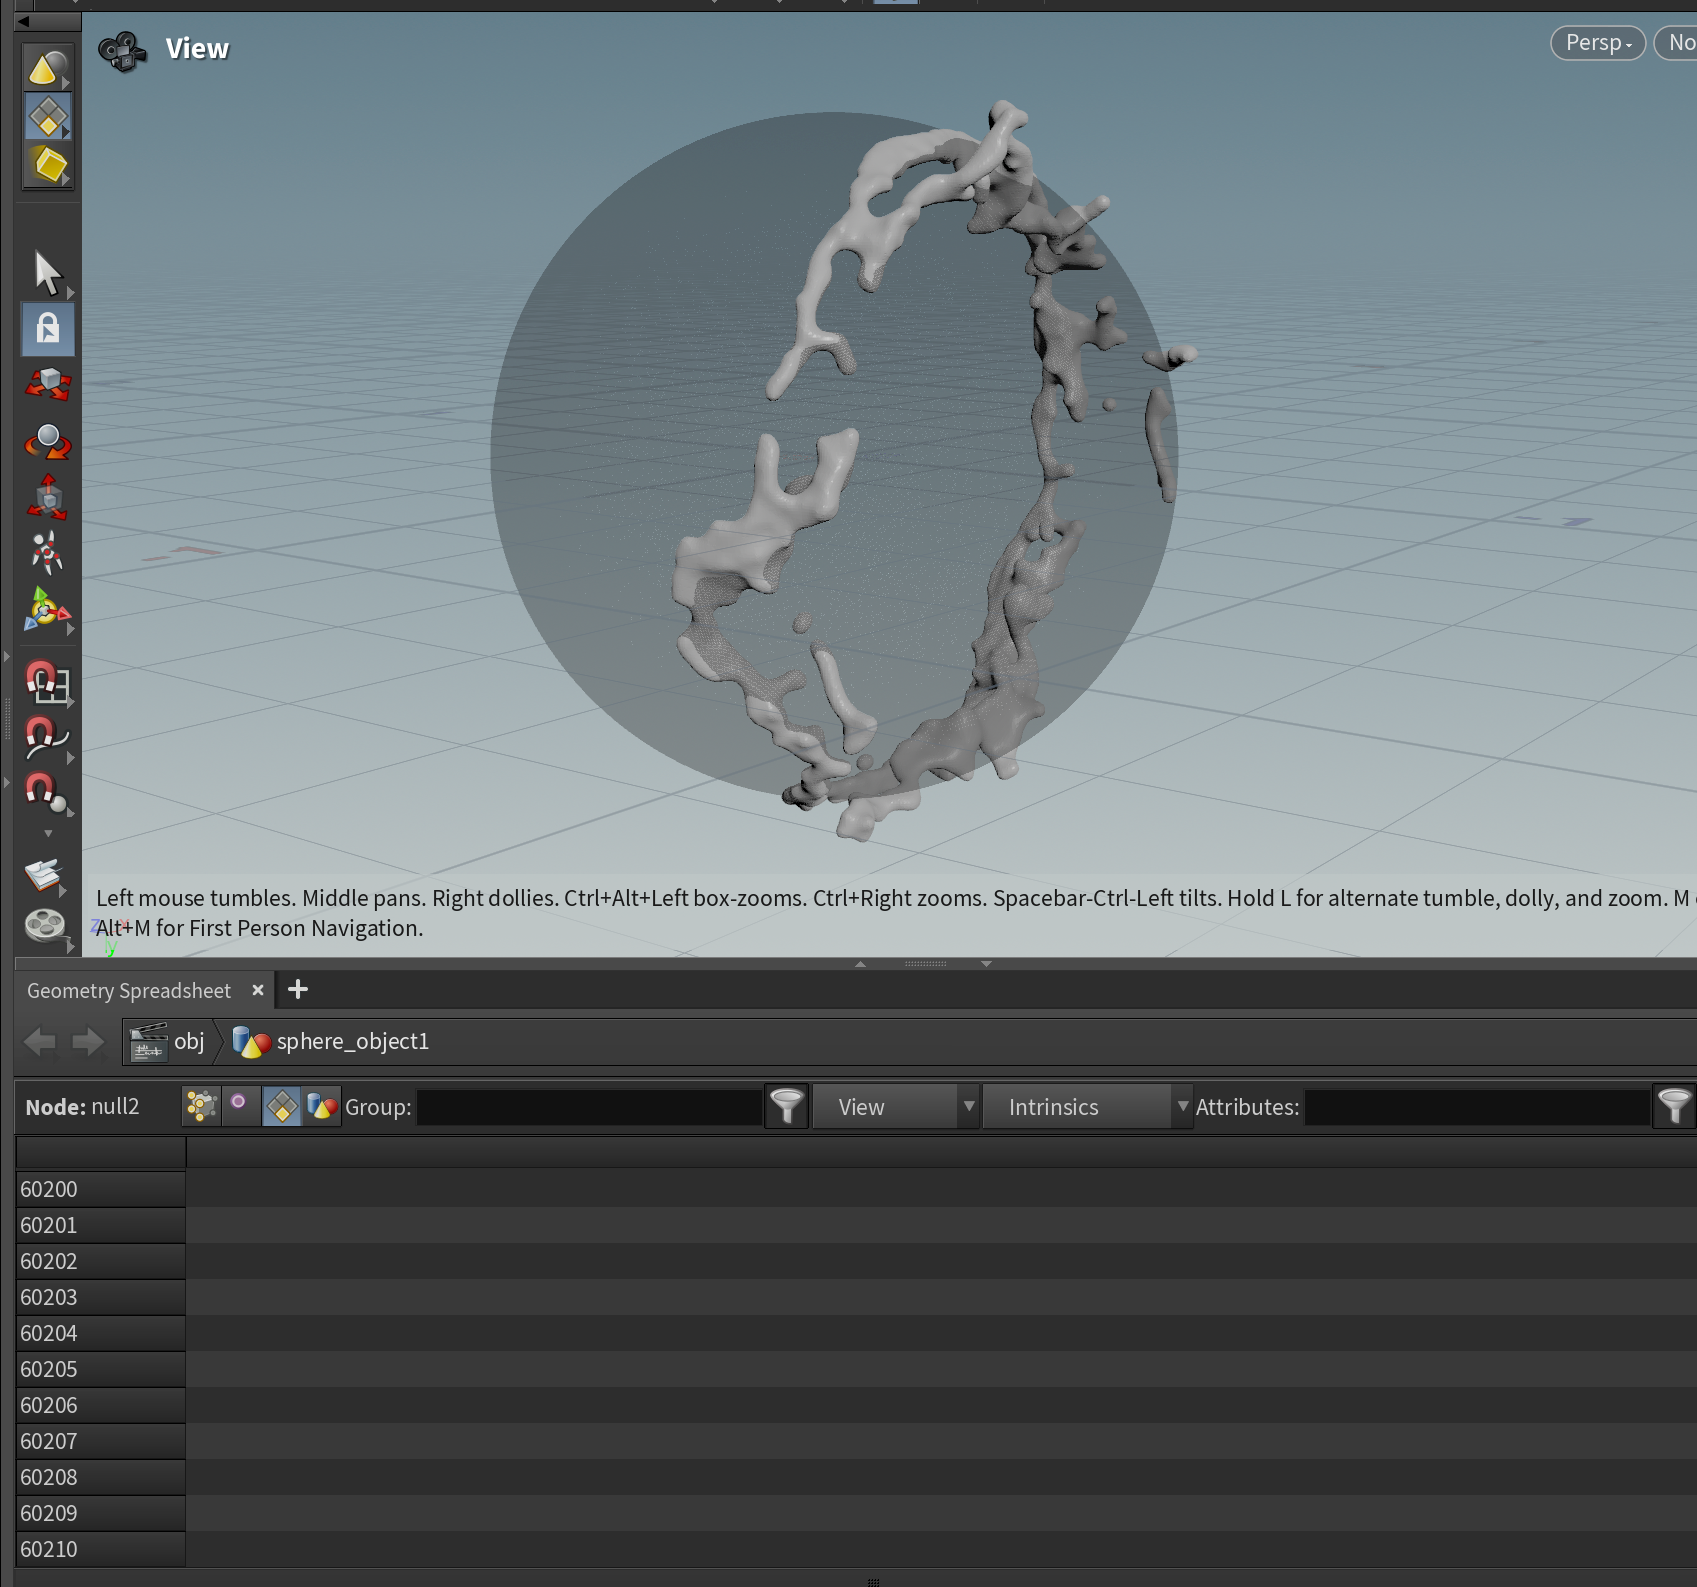 View
Persp
No
Left mouse tumbles. Middle pans. Right dollies. Ctrl+Alt+Left box-zooms. Ctrl+Right zooms. Spacebar-Ctrl-Left tilts. Hold L for alternate tumble, dolly, and zoom. M
Alt+M for First Person Navigation.
Z x
y
Geometry Spreadsheet
obj sphere_object1
Node: null2 Group: View Intrinsics Attributes:
60200
60201
60202
60203
60204
60205
60206
60207
60208
60209
60210